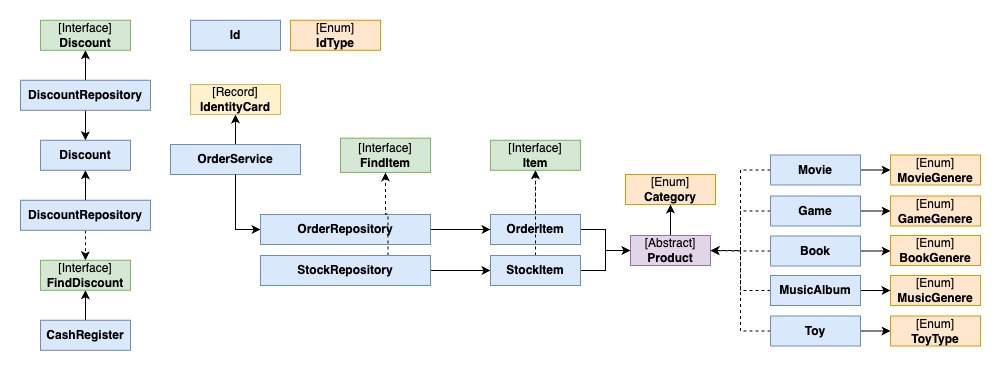 [Interface]
Discount
Id
[Enum]
IdType
DiscountRepository
[Record]
IdentityCard
Discount
OrderService
[Interface]
FindItem
[Interface]
Item
Movie
[Enum]
MovieGenere
[Enum]
Category
DiscountRepository
OrderRepository
OrderItem
Game
[Enum]
GameGenere
[Abstract]
Product
Book
[Enum]
BookGenere
[Interface]
FindDiscount
StockRepository
StockItem
MusicAlbum
[Enum]
MusicGenere
CashRegister
Toy
[Enum]
ToyType